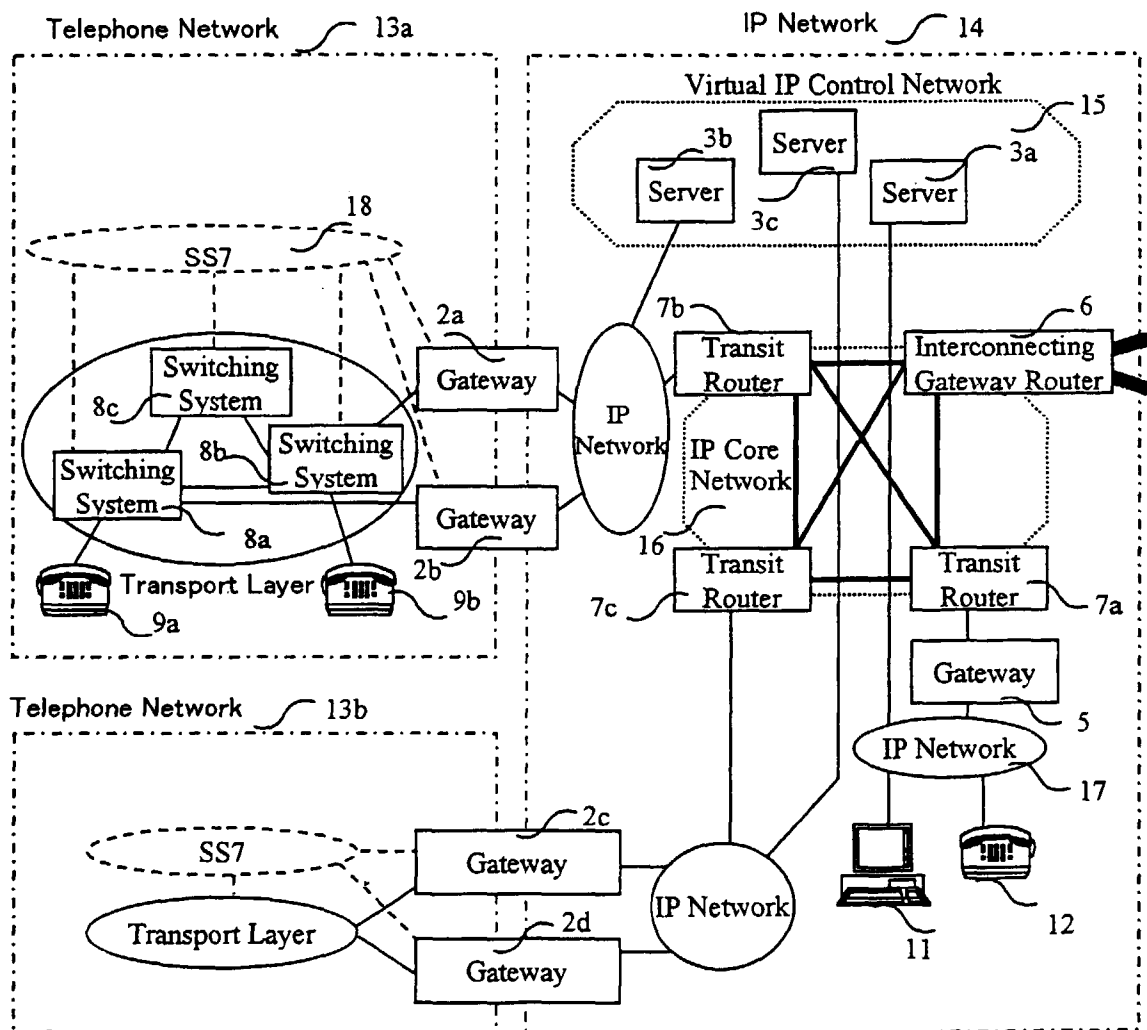 Telephone Network 13a
IP Network 14
Virtual IP Control Network
15
Server
3b
3a
Server
Server
3c
18
SS7
2a
7b
6
Gateway
Transit
Router
Interconnecting
Gateway Router
Switching
System
8c
IP
Network
8b
Switching
System
Switching
System
IP Core
Network
8a
Gateway
16
2b
Transit
Router
Transit
Router
7c
7a
Transport Layer
9a
9b
Gateway
5
Telephone Network 13b
IP Network
17
2c
SS7
Gateway
IP Network
Transport Layer
2d
Gateway
11
12